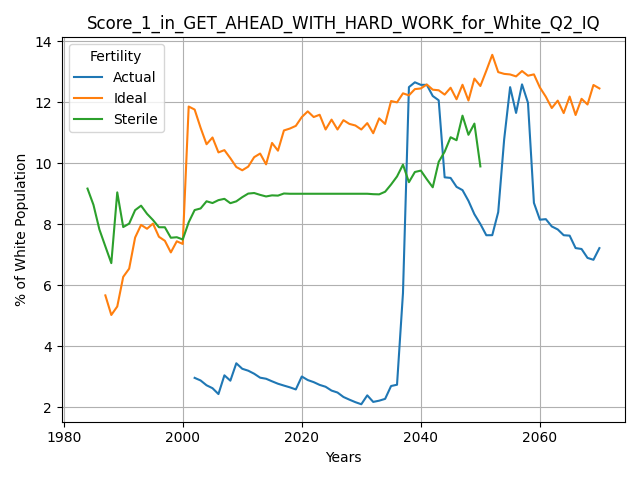 Score_1_in_GET_AHEAD_WITH_HARD_WORK_for_White_Q2_IQ
Fertility
Actual
Ideal
Sterile
% of White Population
14
12
10
8
6
4
2
1980
2000
2020
2040
2060
Years